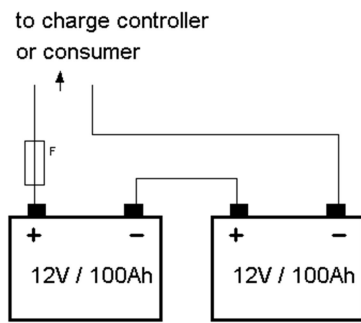 to charge controller
or consumer
F
+ − + −
12V / 100Ah 12V / 100Ah